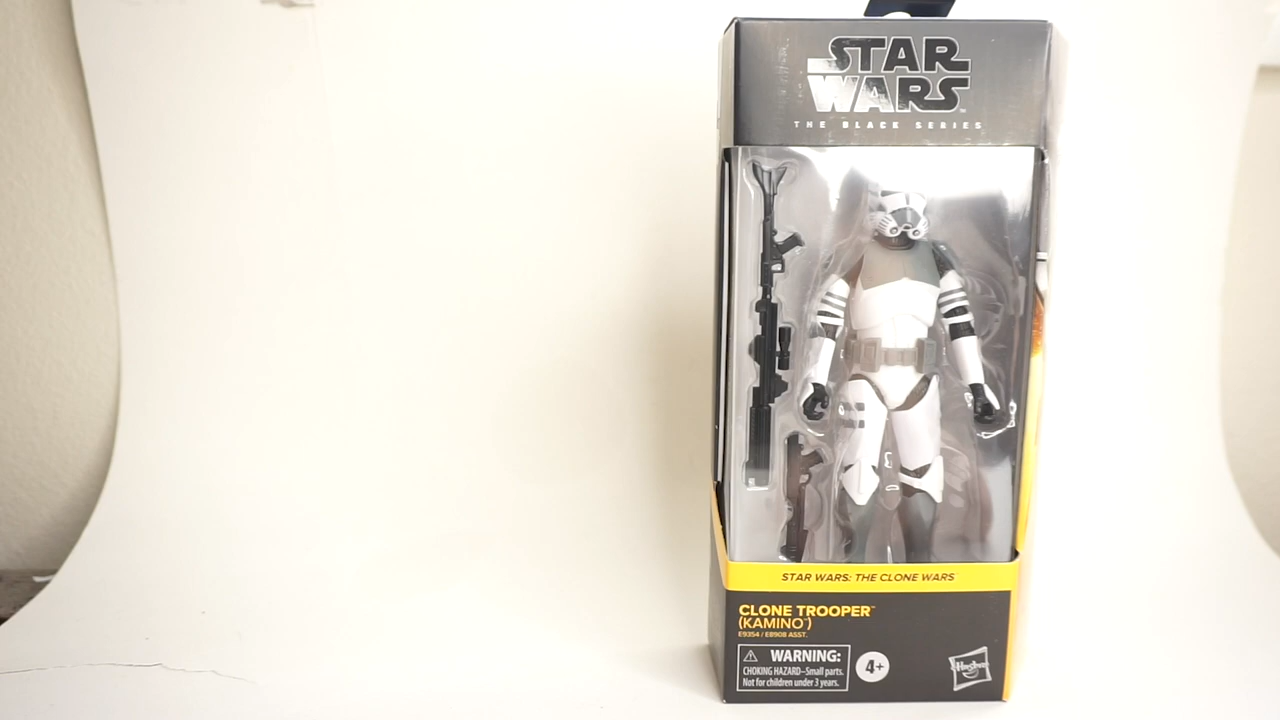 STAR
WARS
THE BLACK SERIES
STAR WARS: THE CLONE WARS™
CLONE TROOPER™
(KAMINO™)
E9354 / E8908 ASST.
WARNING:
CHOKING HAZARD–Small parts.
Not for children under 3 years.
4+
Hasbro